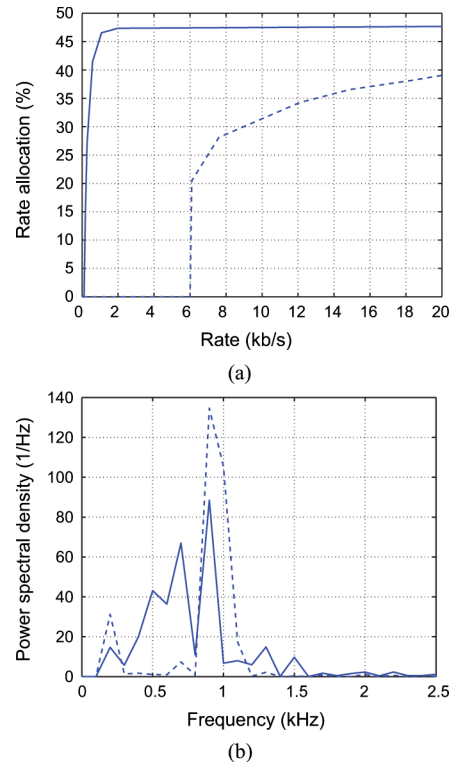 50
45
40
35
30
25
20
15
10
5
0
Rate allocation (%)
0 2 4 6 8 10 12 14 16 18 20
Rate (kb/s)
(a)
140
120
100
80
60
40
20
0
Power spectral density (1/Hz)
0 0.5 1 1.5 2 2.5
Frequency (kHz)
(b)